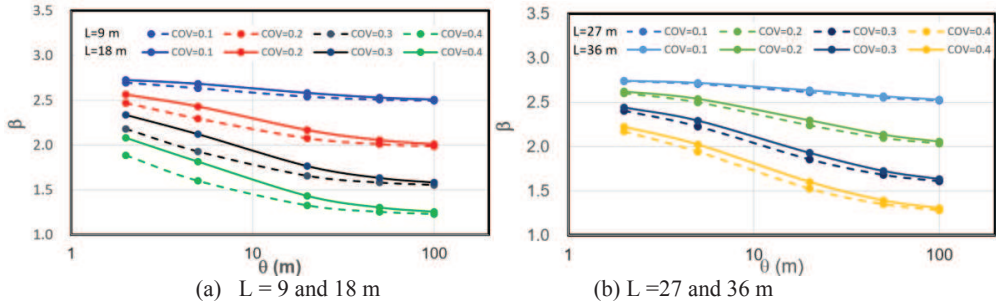 3.5
3.0
2.5
2.0
1.5
1.0
β
L=9 m COV=0.1 COV=0.2 COV=0.3 COV=0.4
L=18 m COV=0.1 COV=0.2 COV=0.3 COV=0.4
1 10 100
θ (m)
(a) L = 9 and 18 m
3.5
3.0
2.5
2.0
1.5
1.0
β
L=27 m COV=0.1 COV=0.2 COV=0.3 COV=0.4
L=36 m COV=0.1 COV=0.2 COV=0.3 COV=0.4
1 10 100
θ (m)
(b) L =27 and 36 m